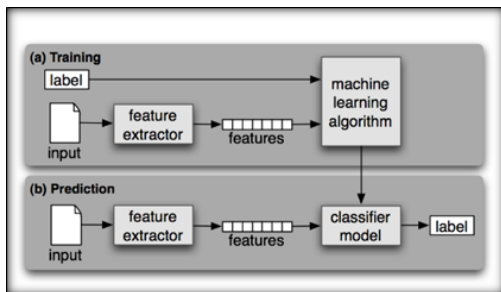 (a) Training
label
machine
learning
algorithm
feature
extractor
features
input
(b) Prediction
feature
extractor
features
classifier
model
label
input